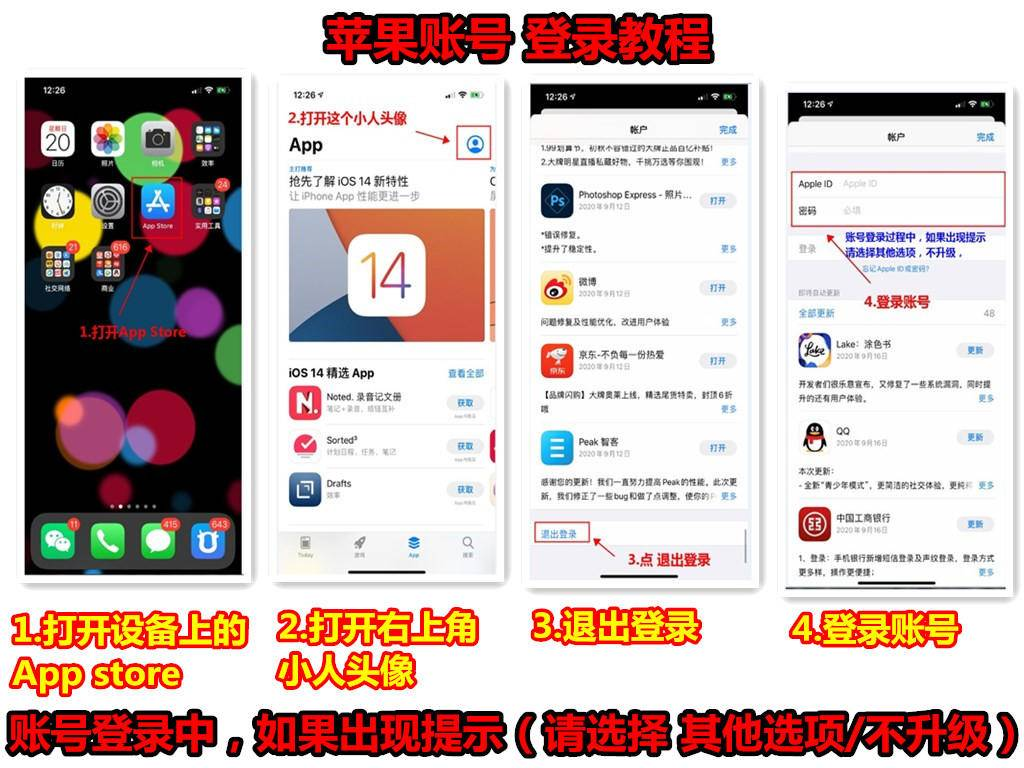 苹果账号 登录教程
12:26
星期日
20
日历
照片
相机
效率
时钟
设置
App Store
实用工具
24
21
616
社交网络
商业
1.打开App Store
11
415
643
12:26
2.打开这个小人头像
App
主打推荐
抢先了解 iOS 14 新特性
让 iPhone App 性能更进一步
14
iOS 14 精选 App
查看全部
Noted. 录音记文册
获取
Sorted³
计划日程，任务，笔记
获取
Drafts
效率
获取
Today
游戏
App
搜索
12:26
帐户
完成
2.大牌明星直播私藏好物，千挑万选等你围观！
更多
Photoshop Express - 照片...
2020年9月12日
打开
*错误修复。
*提升了稳定性。
更多
微博
2020年9月12日
打开
问题修复及性能优化，改进用户体验
更多
京东-不负每一份热爱
2020年9月12日
打开
京东
【品牌闪购】大牌奥莱上线，精选尾货特卖，封顶6折
哦
更多
Peak 智客
2020年9月12日
打开
感谢您的更新！我们一直努力提高Peak的性能。此次更
新，我们修正了一些bug和做了点调整，使你的P
更多
退出登录
3.点 退出登录
12:26
帐户
完成
Apple ID
Apple ID
密码
必填
登录
账号登录过程中，如果出现提示
请选择其他选项，不升级，
忘记 Apple ID 或密码？
4.登录账号
即将自动更新
全部更新
48
Lake
Lake：涂色书
2020年9月16日
更新
开发者们很乐意宣布，又修复了一些系统漏洞，同时提
升的还有用户体验。
更多
QQ
2020年9月16日
更新
本次更新：
- 全新“青少年模式”，更简洁的社交体验，更纯粹
更多
中国工商银行
2020年9月16日
更新
1、登录：手机银行新增短信登录及声纹登录，登录方式
更多样，操作更便捷；
更多
1.打开设备上的
App store
2.打开右上角
小人头像
3.退出登录
4.登录账号
账号登录中，如果出现提示（请选择 其他选项/不升级）